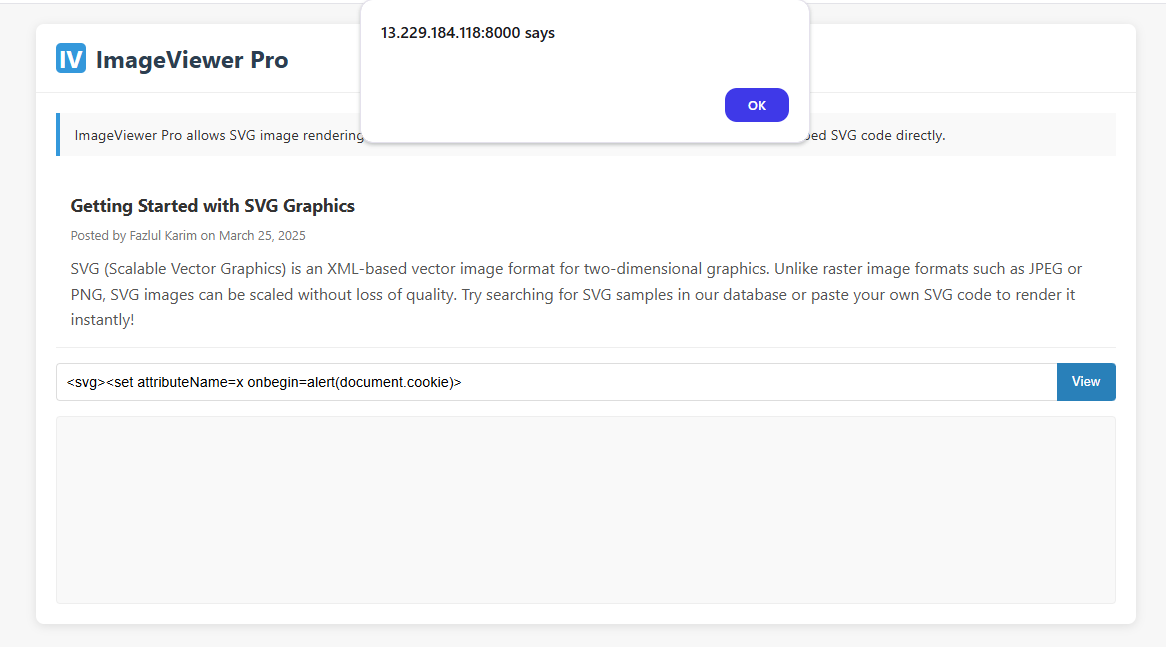 13.229.184.118:8000 says
OK
IV ImageViewer Pro
ImageViewer Pro allows SVG image rendering
SVG code directly.
Getting Started with SVG Graphics
Posted by Fazlul Karim on March 25, 2025
SVG (Scalable Vector Graphics) is an XML-based vector image format for two-dimensional graphics. Unlike raster image formats such as JPEG or
PNG, SVG images can be scaled without loss of quality. Try searching for SVG samples in our database or paste your own SVG code to render it
instantly!
<svg><set attributeName=x onbegin=alert(document.cookie)>
View